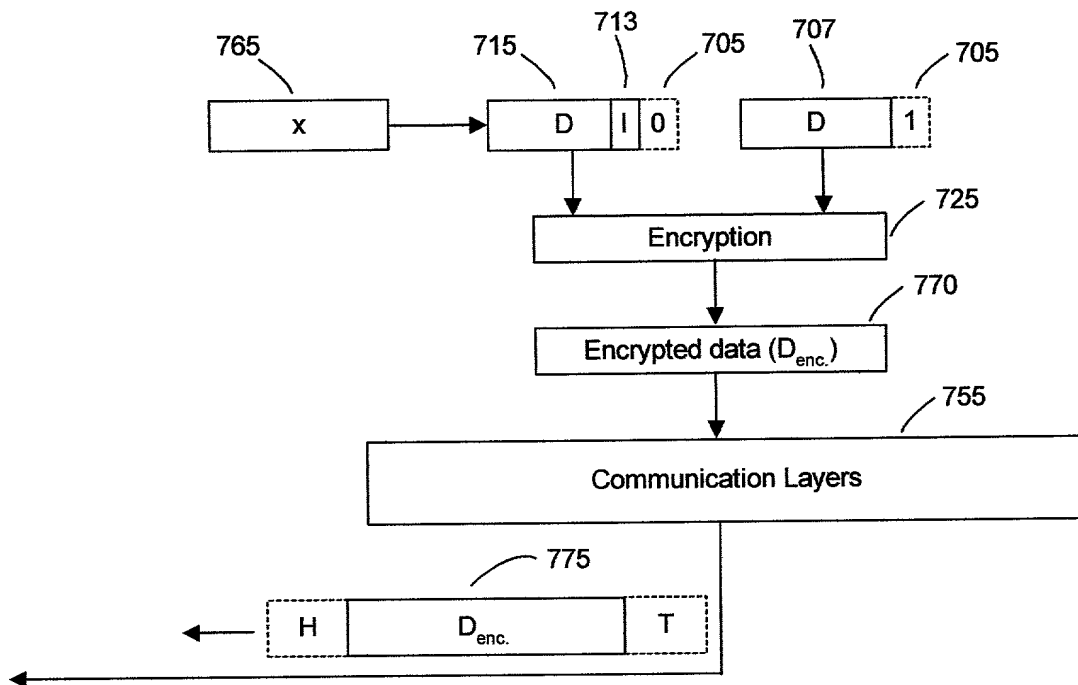 765 715 713 705 707 705
x D I 0 D 1
725
Encryption
770
Encrypted data (Denc.)
755
Communication Layers
775
H Denc. T